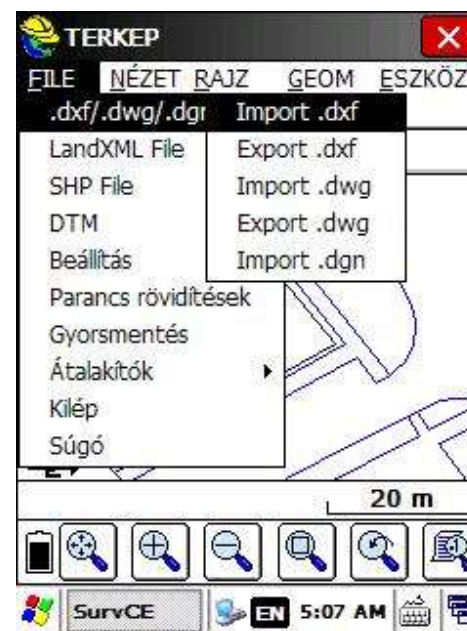 TERKEP
FILE NÉZET RAJZ GEOM ESZKÖZ
.dxf/.dwg/.dgn
LandXML File
SHP File
DTM
Beállítás
Parancs rövidítések
Gyorsmentés
Átalakítók
Kilép
Súgó
Import .dxf
Export .dxf
Import .dwg
Export .dwg
Import .dgn
20 m
SurvCE EN 5:07 AM